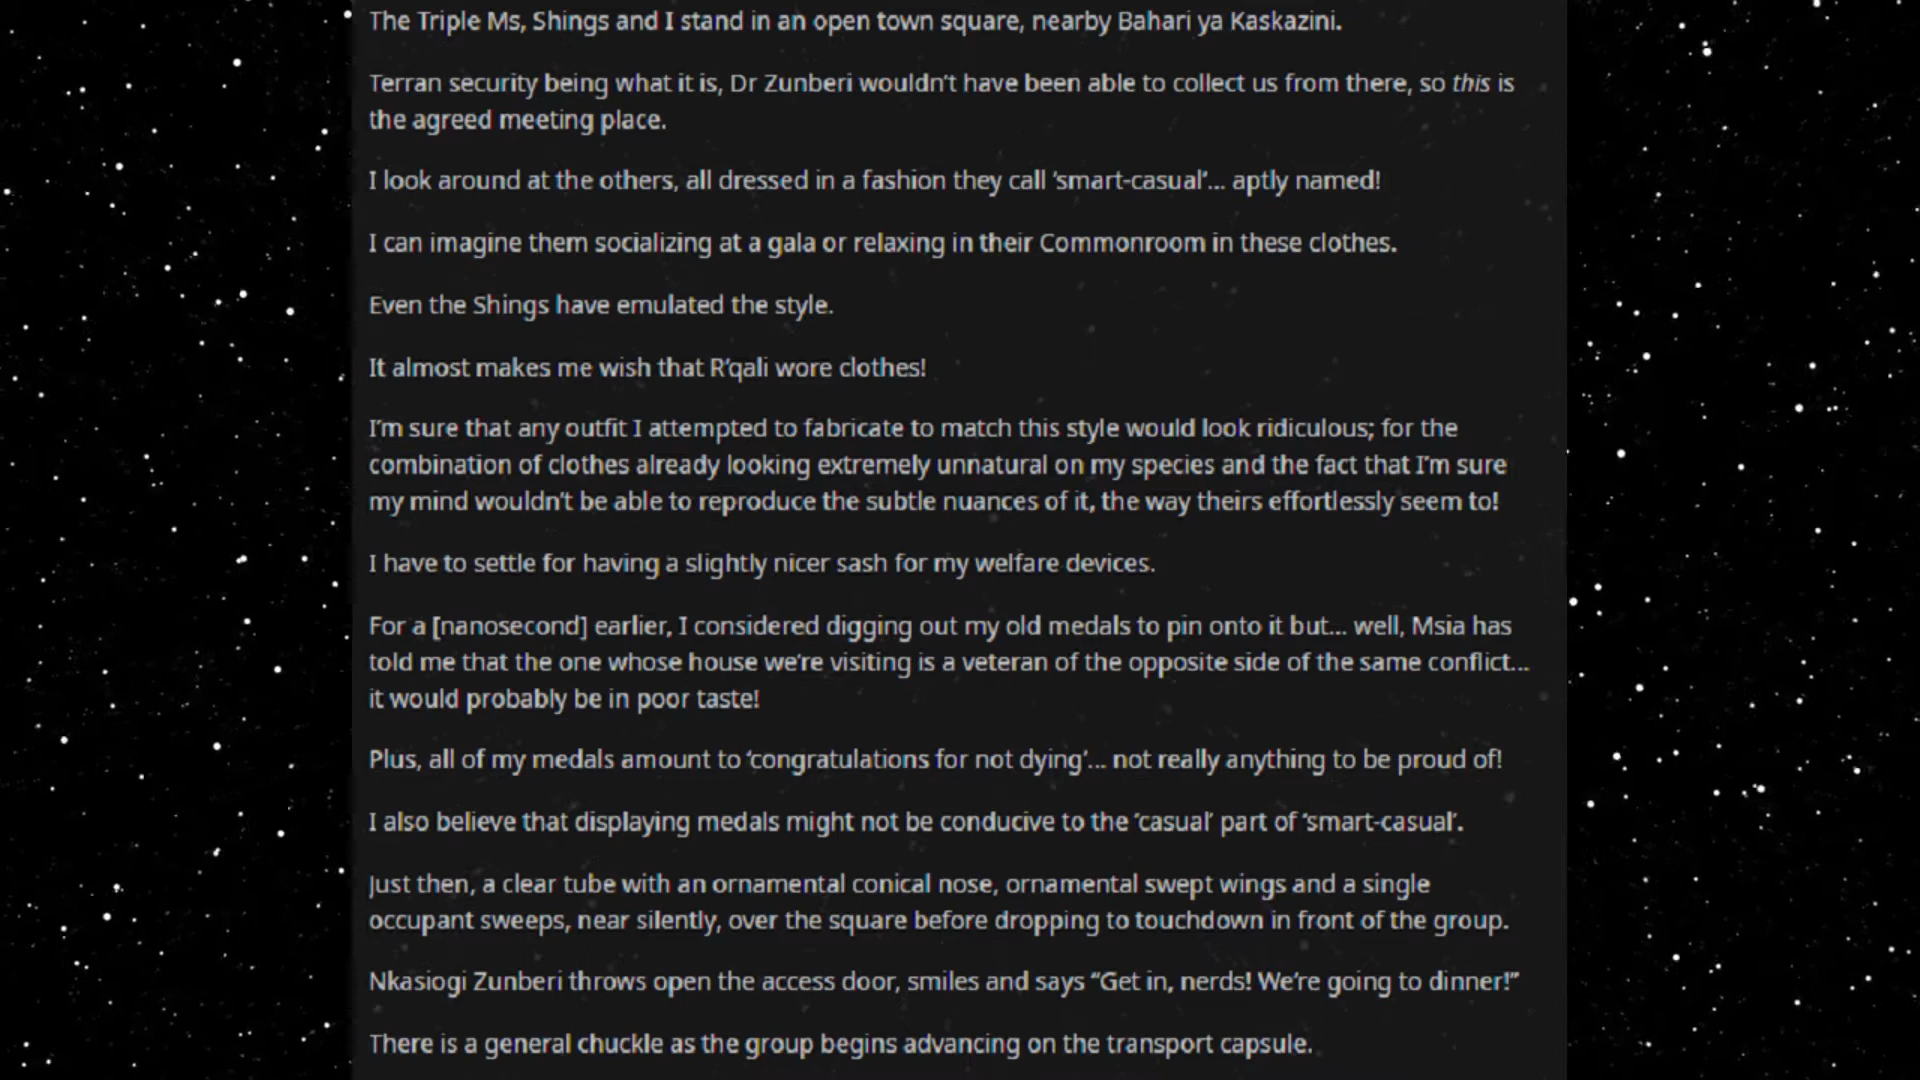 The Triple Ms, Shings and I stand in an open town square, nearby Bahari ya Kaskazini.
Terran security being what it is, Dr Zunberi wouldn't have been able to collect us from there, so this is
the agreed meeting place.
I look around at the others, all dressed in a fashion they call ‘smart-casual’... aptly named!
I can imagine them socializing at a gala or relaxing in their Commonroom in these clothes.
Even the Shings have emulated the style.
It almost makes me wish that R’qali wore clothes!
I’m sure that any outfit I attempted to fabricate to match this style would look ridiculous; for the
combination of clothes already looking extremely unnatural on my species and the fact that I’m sure
my mind wouldn’t be able to reproduce the subtle nuances of it, the way theirs effortlessly seem to!
I have to settle for having a slightly nicer sash for my welfare devices.
For a [nanosecond] earlier, I considered digging out my old medals to pin onto it but... well, Msia has
told me that the one whose house we’re visiting is a veteran of the opposite side of the same conflict...
it would probably be in poor taste!
Plus, all of my medals amount to ‘congratulations for not dying’... not really anything to be proud of!
I also believe that displaying medals might not be conducive to the ‘casual’ part of ‘smart-casual’.
Just then, a clear tube with an ornamental conical nose, ornamental swept wings and a single
occupant sweeps, near silently, over the square before dropping to touchdown in front of the group.
Nkasiogi Zunberi throws open the access door, smiles and says “Get in, nerds! We’re going to dinner!”
There is a general chuckle as the group begins advancing on the transport capsule.